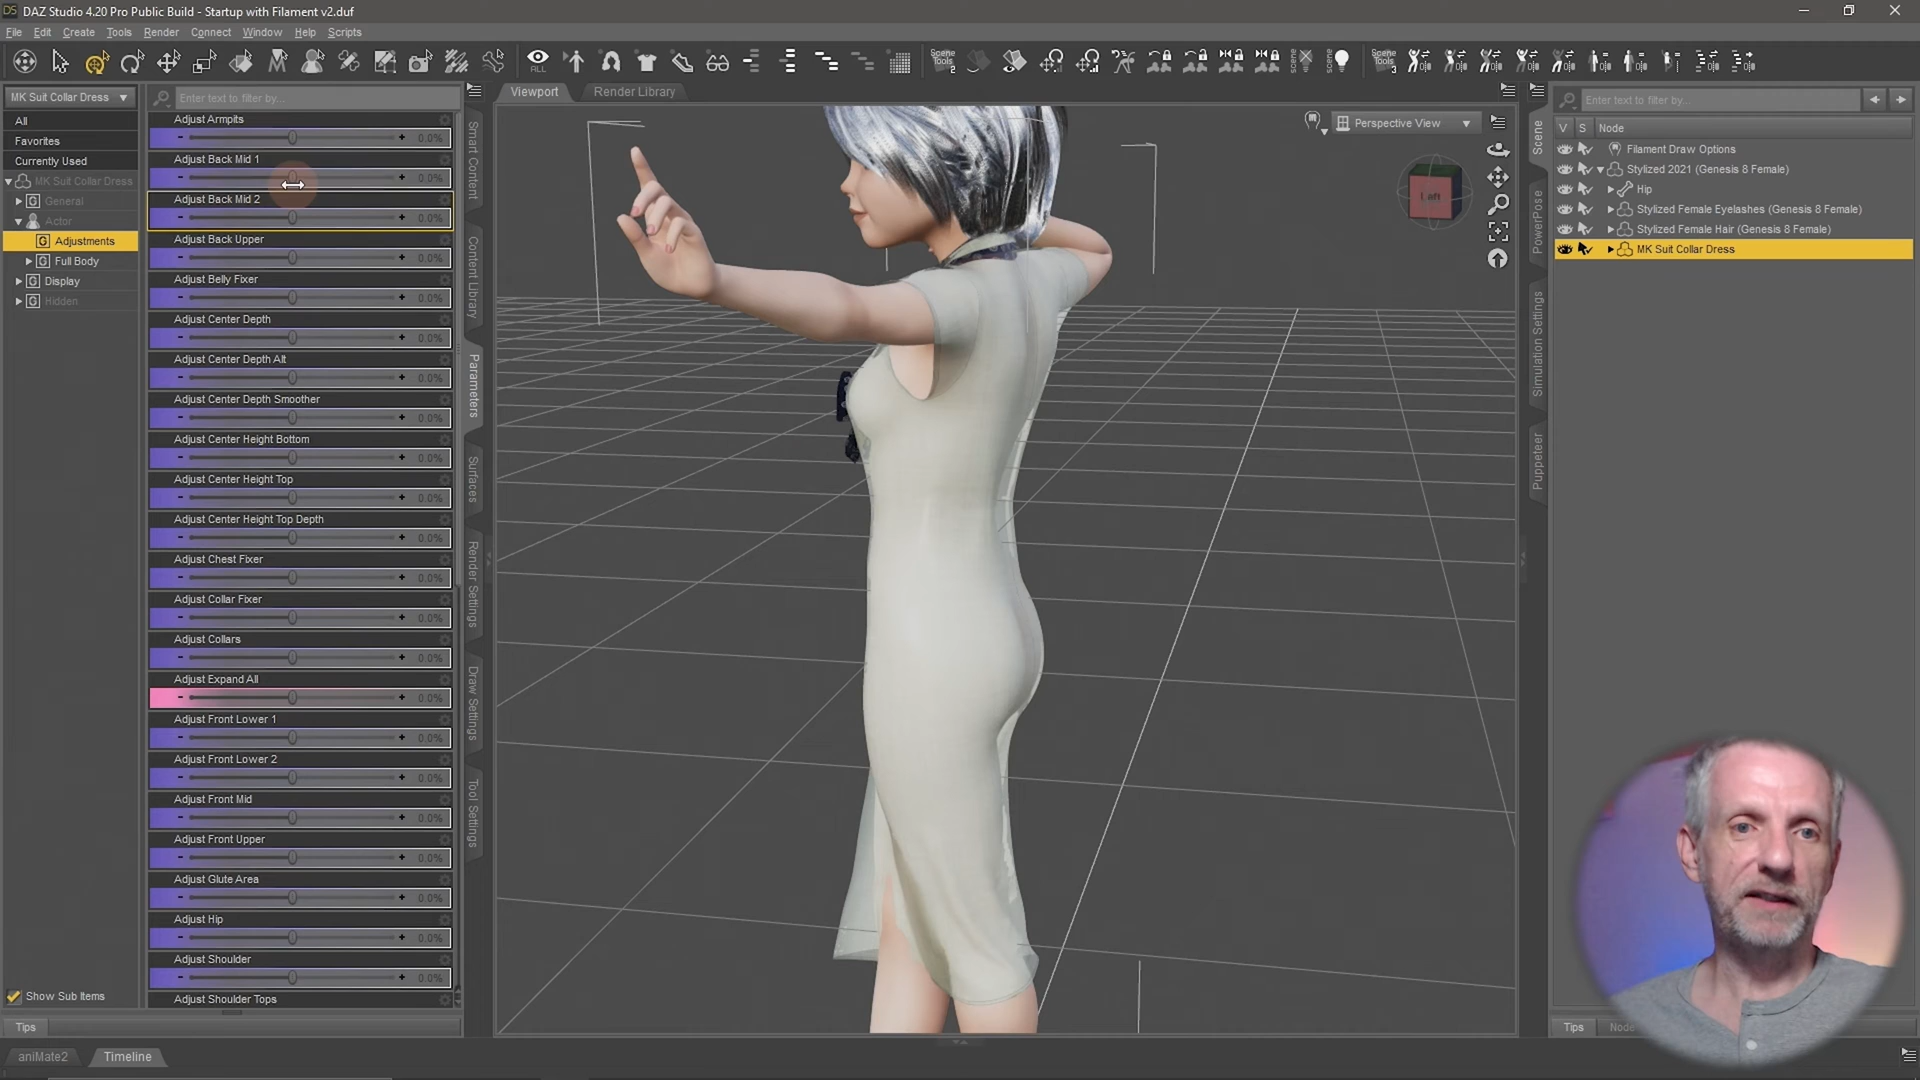 DAZ Studio 4.20 Pro Public Build - Startup with Filament v2.duf
File Edit Create Tools Render Connect Window Help Scripts
ALL
Scene Tools 2
Scene Tools 3
MK Suit Collar Dress
Enter text to filter by...
Viewport
Render Library
Enter text to filter by...
All
Favorites
Currently Used
MK Suit Collar Dress
General
Actor
Adjustments
Full Body
Display
Hidden
Show Sub Items
Tips
Adjust Armpits
Adjust Back Mid 1
0.0%
Adjust Back Mid 2
0.0%
Adjust Back Upper
0.0%
Adjust Belly Fixer
0.0%
Adjust Center Depth
0.0%
Adjust Center Depth Alt
0.0%
Adjust Center Depth Smoother
0.0%
Adjust Center Height Bottom
0.0%
Adjust Center Height Top
0.0%
Adjust Center Height Top Depth
0.0%
Adjust Chest Fixer
0.0%
Adjust Collar Fixer
0.0%
Adjust Collars
0.0%
Adjust Expand All
0.0%
Adjust Front Lower 1
0.0%
Adjust Front Lower 2
0.0%
Adjust Front Mid
0.0%
Adjust Front Upper
0.0%
Adjust Glute Area
0.0%
Adjust Hip
0.0%
Adjust Shoulder
0.0%
Adjust Shoulder Tops
Smart Content
Content Library
Parameters
Surfaces
Render Settings
Draw Settings
Tool Settings
Perspective View
Left
Scene
PowerPose
Simulation Settings
Puppeteer
V S Node
Filament Draw Options
Stylized 2021 (Genesis 8 Female)
Hip
Stylized Female Eyelashes (Genesis 8 Female)
Stylized Female Hair (Genesis 8 Female)
MK Suit Collar Dress
Tips
Node
aniMate2
Timeline